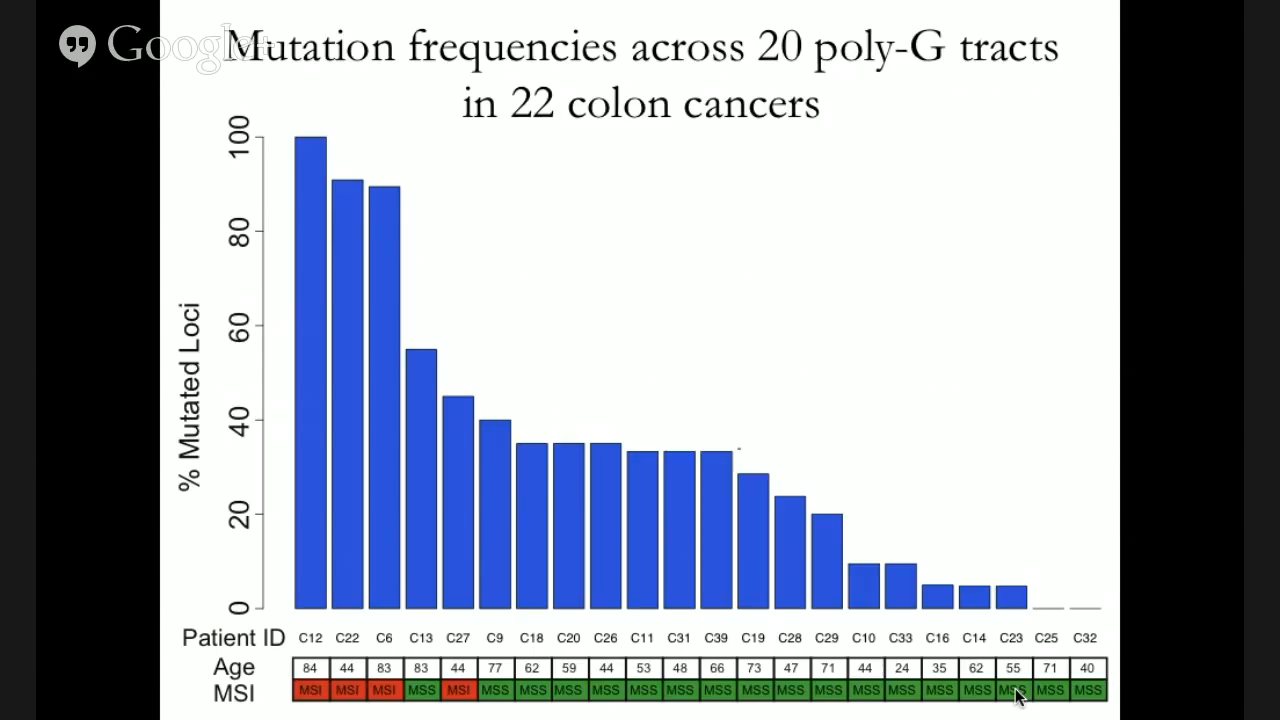 Google+
Mutation frequencies across 20 poly-G tracts
in 22 colon cancers
% Mutated Loci
100
80
60
40
20
0
Patient ID C12 C22 C6 C13 C27 C9 C18 C20 C26 C11 C31 C39 C19 C28 C29 C10 C33 C16 C14 C23 C25 C32
Age 84 44 83 83 44 77 62 59 44 53 48 66 73 47 71 44 24 35 62 55 71 40
MSI MSI MSI MSI MSS MSI MSS MSS MSS MSS MSS MSS MSS MSS MSS MSS MSS MSS MSS MSS MSS MSS MSS